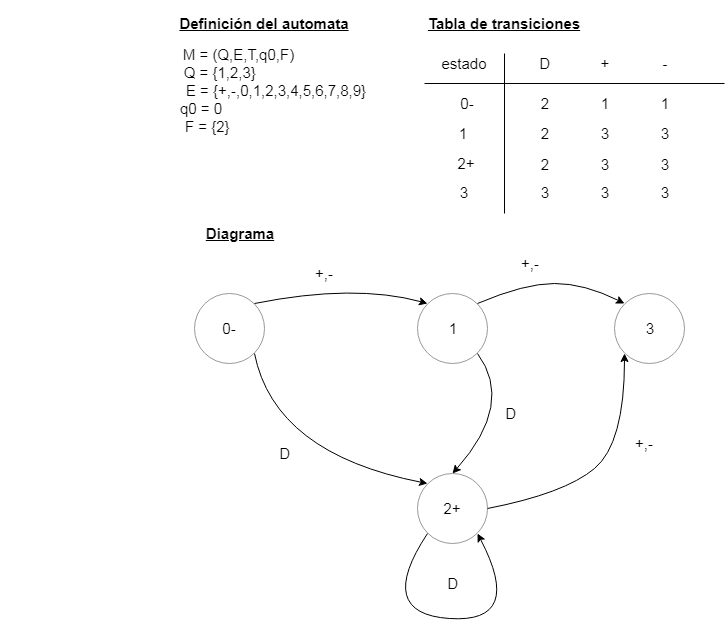 Definición del automata
M = (Q,E,T,q0,F)
Q = {1,2,3}
E = {+,-,0,1,2,3,4,5,6,7,8,9}
q0 = 0
F = {2}
Tabla de transiciones
estado D + -
0- 2 1 1
1 2 3 3
2+ 2 3 3
3 3 3 3
Diagrama
+,-
+,-
0-
1
3
D
D
+,-
2+
D